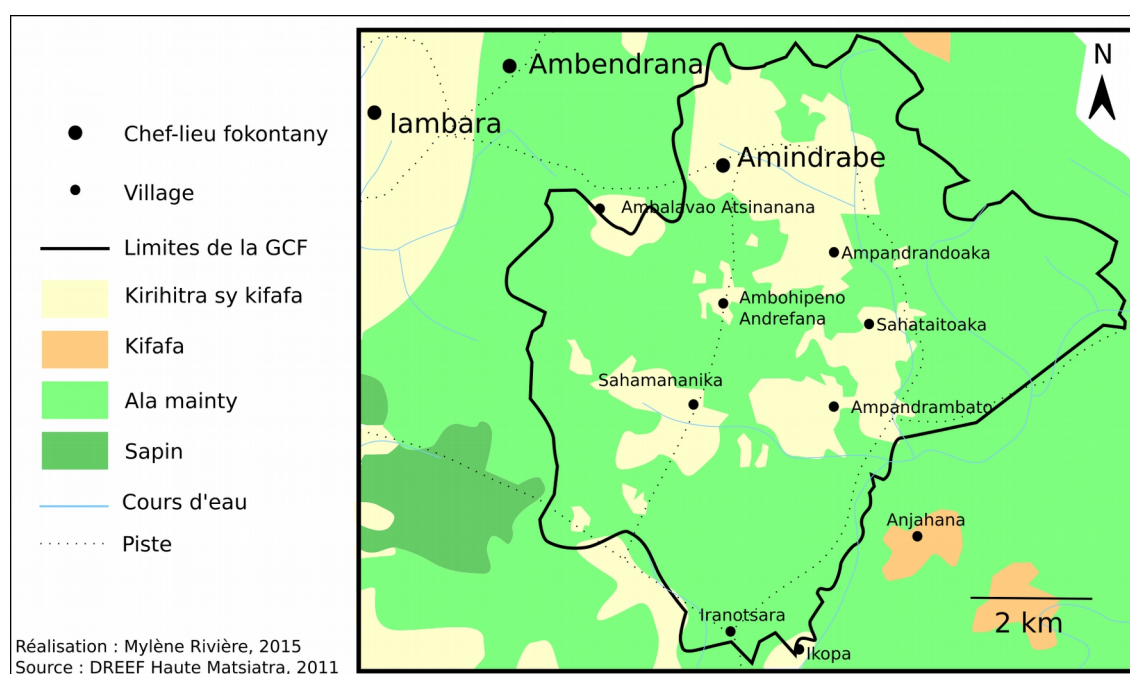 Chef-lieu fokontany
Village
Limites de la GCF
Kirihitra sy kifafa
Kifafa
Ala mainty
Sapin
Cours d'eau
Piste
Réalisation : Mylène Rivière, 2015
Source : DREEF Haute Matsiatra, 2011
N
Ambendrana
Iambara
Amindrabe
Ambalavao Atsinanana
Ampandrandoaka
Ambohipeno
Andrefana
Sahataitoaka
Sahamananika
Ampandrambato
Anjahana
Iranotsara
Ikopa
2 km